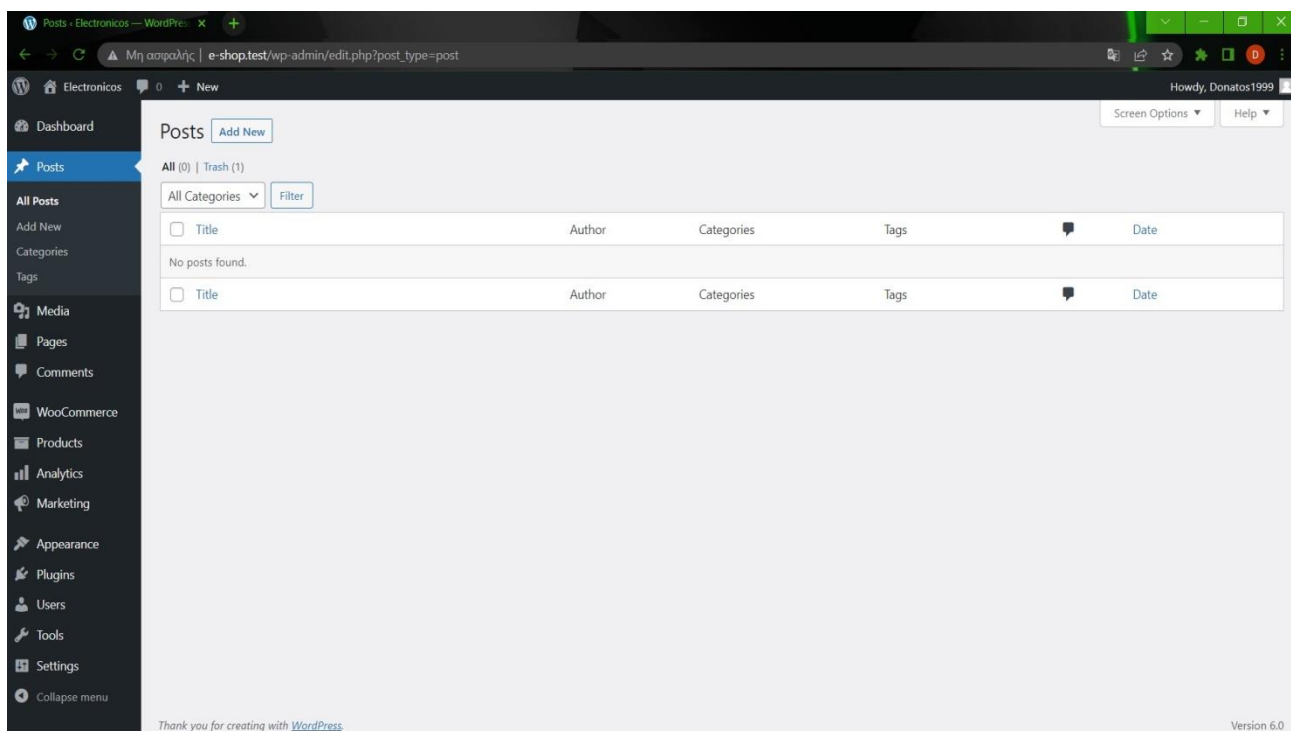 Posts ‹ Electronicos — WordPres
Μη ασφαλής | e-shop.test/wp-admin/edit.php?post_type=post
D
Electronicos 0 + New Howdy, Donatos1999
Screen Options ▼ Help ▼
Dashboard
Posts
All Posts
Add New
Categories
Tags
Media
Pages
Comments
WooCommerce
Products
Analytics
Marketing
Appearance
Plugins
Users
Tools
Settings
Collapse menu
Posts Add New
All (0) | Trash (1)
All Categories Filter
Title Author Categories Tags Date
No posts found.
Title Author Categories Tags Date
Thank you for creating with WordPress. Version 6.0